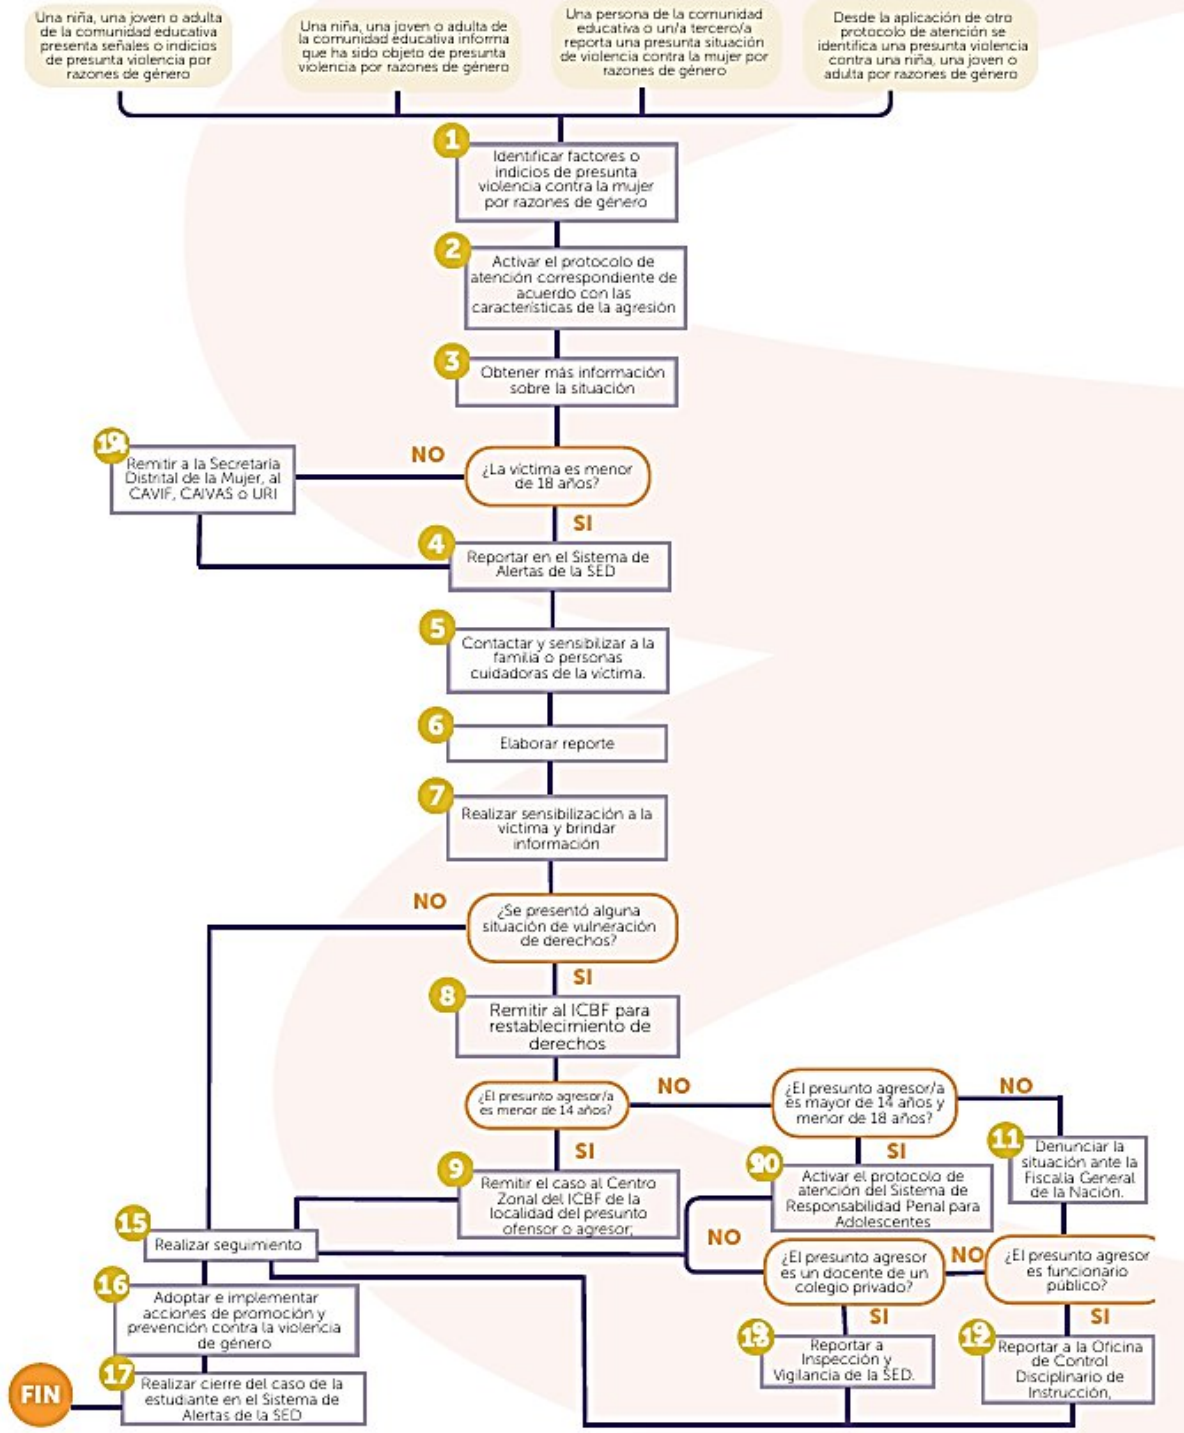 Una niña, una joven o adulta
de la comunidad educativa
presenta señales o indicios
de presunta violencia por
razones de género
Una niña, una joven o adulta de
la comunidad educativa informa
que ha sido objeto de presunta
violencia por razones de género
Una persona de la comunidad
educativa o un/a tercero/a
reporta una presunta situación
de violencia contra la mujer por
razones de género
Desde la aplicación de otro
protocolo de atención se
identifica una presunta violencia
contra una niña, una joven o
adulta por razones de género
1
Identificar factores o
indicios de presunta
violencia contra la mujer
por razones de género
2
Activar el protocolo de
atención correspondiente de
acuerdo con las
características de la agresión
3
Obtener más información
sobre la situación
¿La víctima es menor
de 18 años?
NO
Remitir a la Secretaría
Distrital de la Mujer, al
CAVIF, CAIVAS o URI
SI
4
Reportar en el Sistema de
Alertas de la SED
5
Contactar y sensibilizar a la
familia o personas
cuidadoras de la víctima.
6
Elaborar reporte
7
Realizar sensibilización a la
víctima y brindar
información
¿Se presentó alguna
situación de vulneración
de derechos?
NO
SI
8
Remitir al ICBF para
restablecimiento de
derechos
¿El presunto agresor/a
es menor de 14 años?
NO
¿El presunto agresor/a
es mayor de 14 años y
menor de 18 años?
NO
SI
9
Remitir el caso al Centro
Zonal del ICBF de la
localidad del presunto
ofensor o agresor;
SI
Activar el protocolo de
atención del Sistema de
Responsabilidad Penal para
Adolescentes
11
Denunciar la
situación ante la
Fiscalía General
de la Nación.
¿El presunto agresor
es funcionario
público?
NO
¿El presunto agresor
es un docente de un
colegio privado?
NO
SI
Reportar a
Inspección y
Vigilancia de la SED.
SI
Reportar a la Oficina
de Control
Disciplinario de
Instrucción,
15
Realizar seguimiento
16
Adoptar e implementar
acciones de promoción y
prevención contra la violencia
de género
17
Realizar cierre del caso de la
estudiante en el Sistema de
Alertas de la SED
FIN